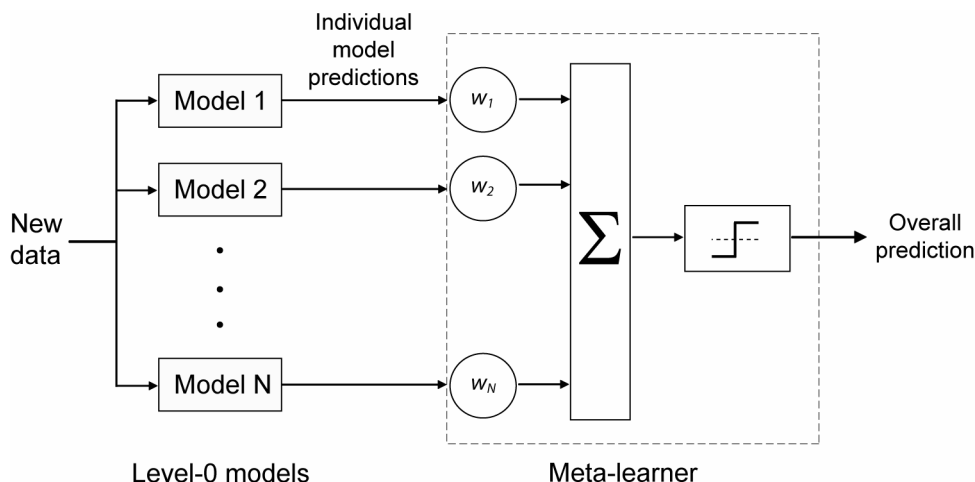 Individual
model
predictions
Model 1
w1
Model 2
w2
New
data
Σ
Overall
prediction
Model N
wN
Level-0 models
Meta-learner